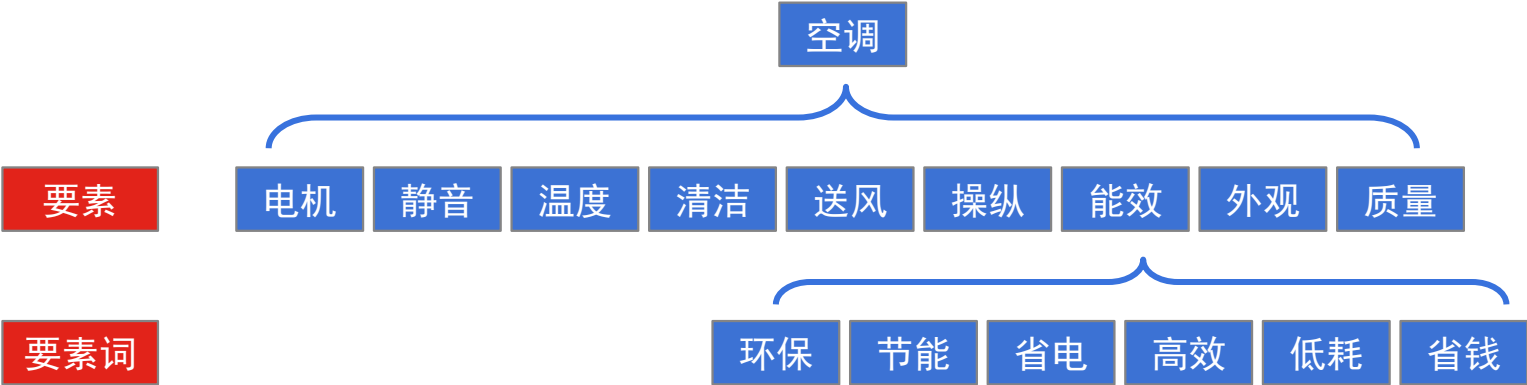 空调
要素 电机 静音 温度 清洁 送风 操纵 能效 外观 质量
要素词 环保 节能 省电 高效 低耗 省钱